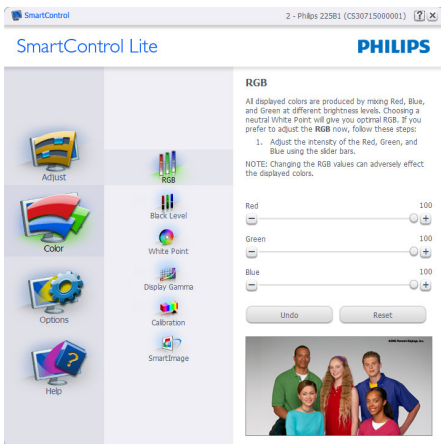 SmartControl
2 - Philips 225B1 (CS30715000001)
SmartControl Lite
PHILIPS
Adjust
Color
Options
Help
RGB
Black Level
White Point
Display Gamma
Calibration
SmartImage
RGB
All displayed colors are produced by mixing Red, Blue,
and Green at different brightness levels. Choosing a
neutral White Point will give you optimal RGB. If you
prefer to adjust the RGB now, follow these steps:
1. Adjust the intensity of the Red, Green, and
Blue using the slider bars.
NOTE: Changing the RGB values can adversely effect
the displayed colors.
Red 100
Green 100
Blue 100
Undo Reset